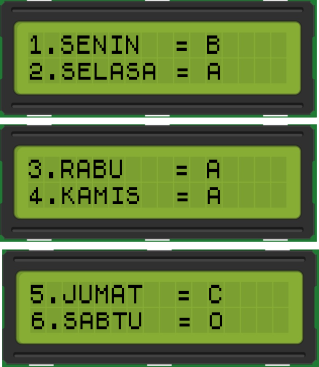 1.SENIN = B
2.SELASA = A
3.RABU = A
4.KAMIS = A
5.JUMAT = C
6.SABTU = O